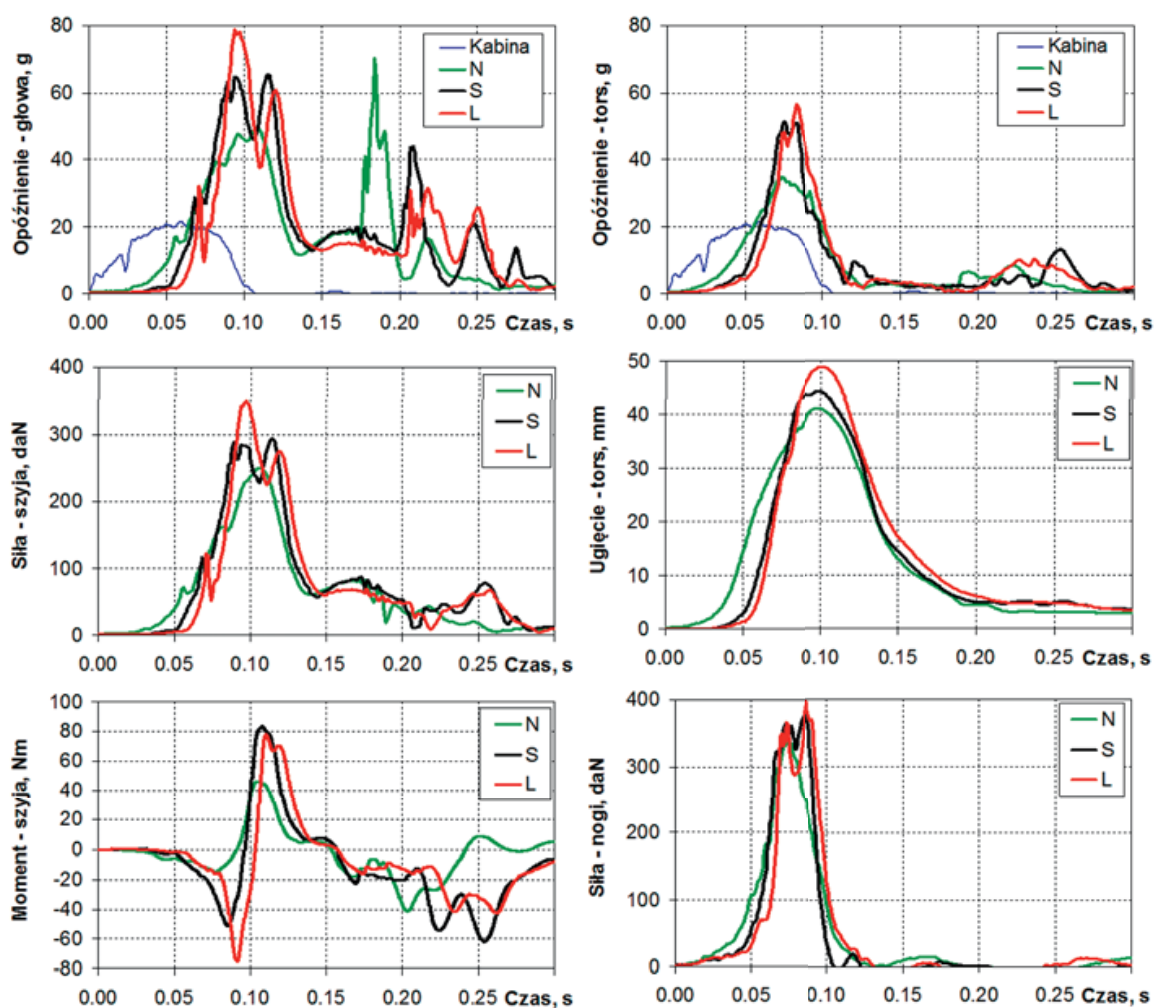 Opóźnienie - głowa, g
80
60
40
20
0
Kabina
N
S
L
0.00 0.05 0.10 0.15 0.20 0.25 Czas, s
Opóźnienie - tors, g
80
60
40
20
0
Kabina
N
S
L
0.00 0.05 0.10 0.15 0.20 0.25 Czas, s
Siła - szyja, daN
400
300
200
100
0
N
S
L
0.00 0.05 0.10 0.15 0.20 0.25 Czas, s
Ugięcie - tors, mm
50
40
30
20
10
0
N
S
L
0.00 0.05 0.10 0.15 0.20 0.25 Czas, s
Moment - szyja, Nm
100
80
60
40
20
0
-20
-40
-60
-80
N
S
L
0.00 0.05 0.10 0.15 0.20 0.25 Czas, s
Siła - nogi, daN
400
300
200
100
0
N
S
L
0.00 0.05 0.10 0.15 0.20 0.25 Czas, s